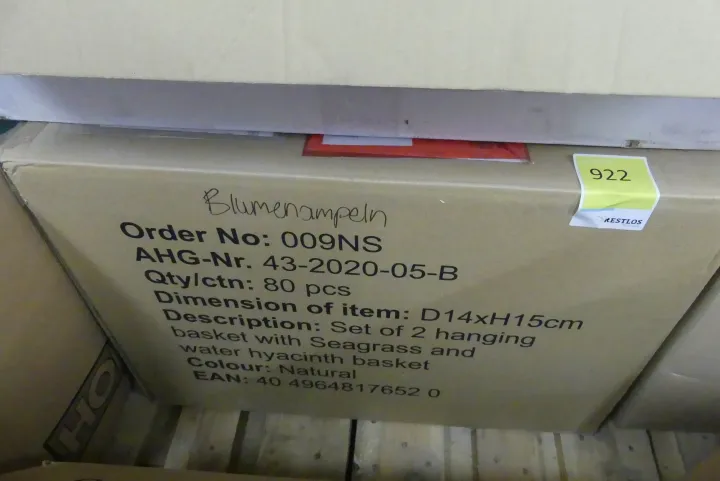 922
RESTLOS
Blumenampeln
Order No: 009NS
AHG-Nr. 43-2020-05-B
Qty/ctn: 80 pcs
Dimension of item: D14xH15cm
Description: Set of 2 hanging
basket with Seagrass and
water hyacinth basket
Colour: Natural
EAN: 40 4964817652 0
HO